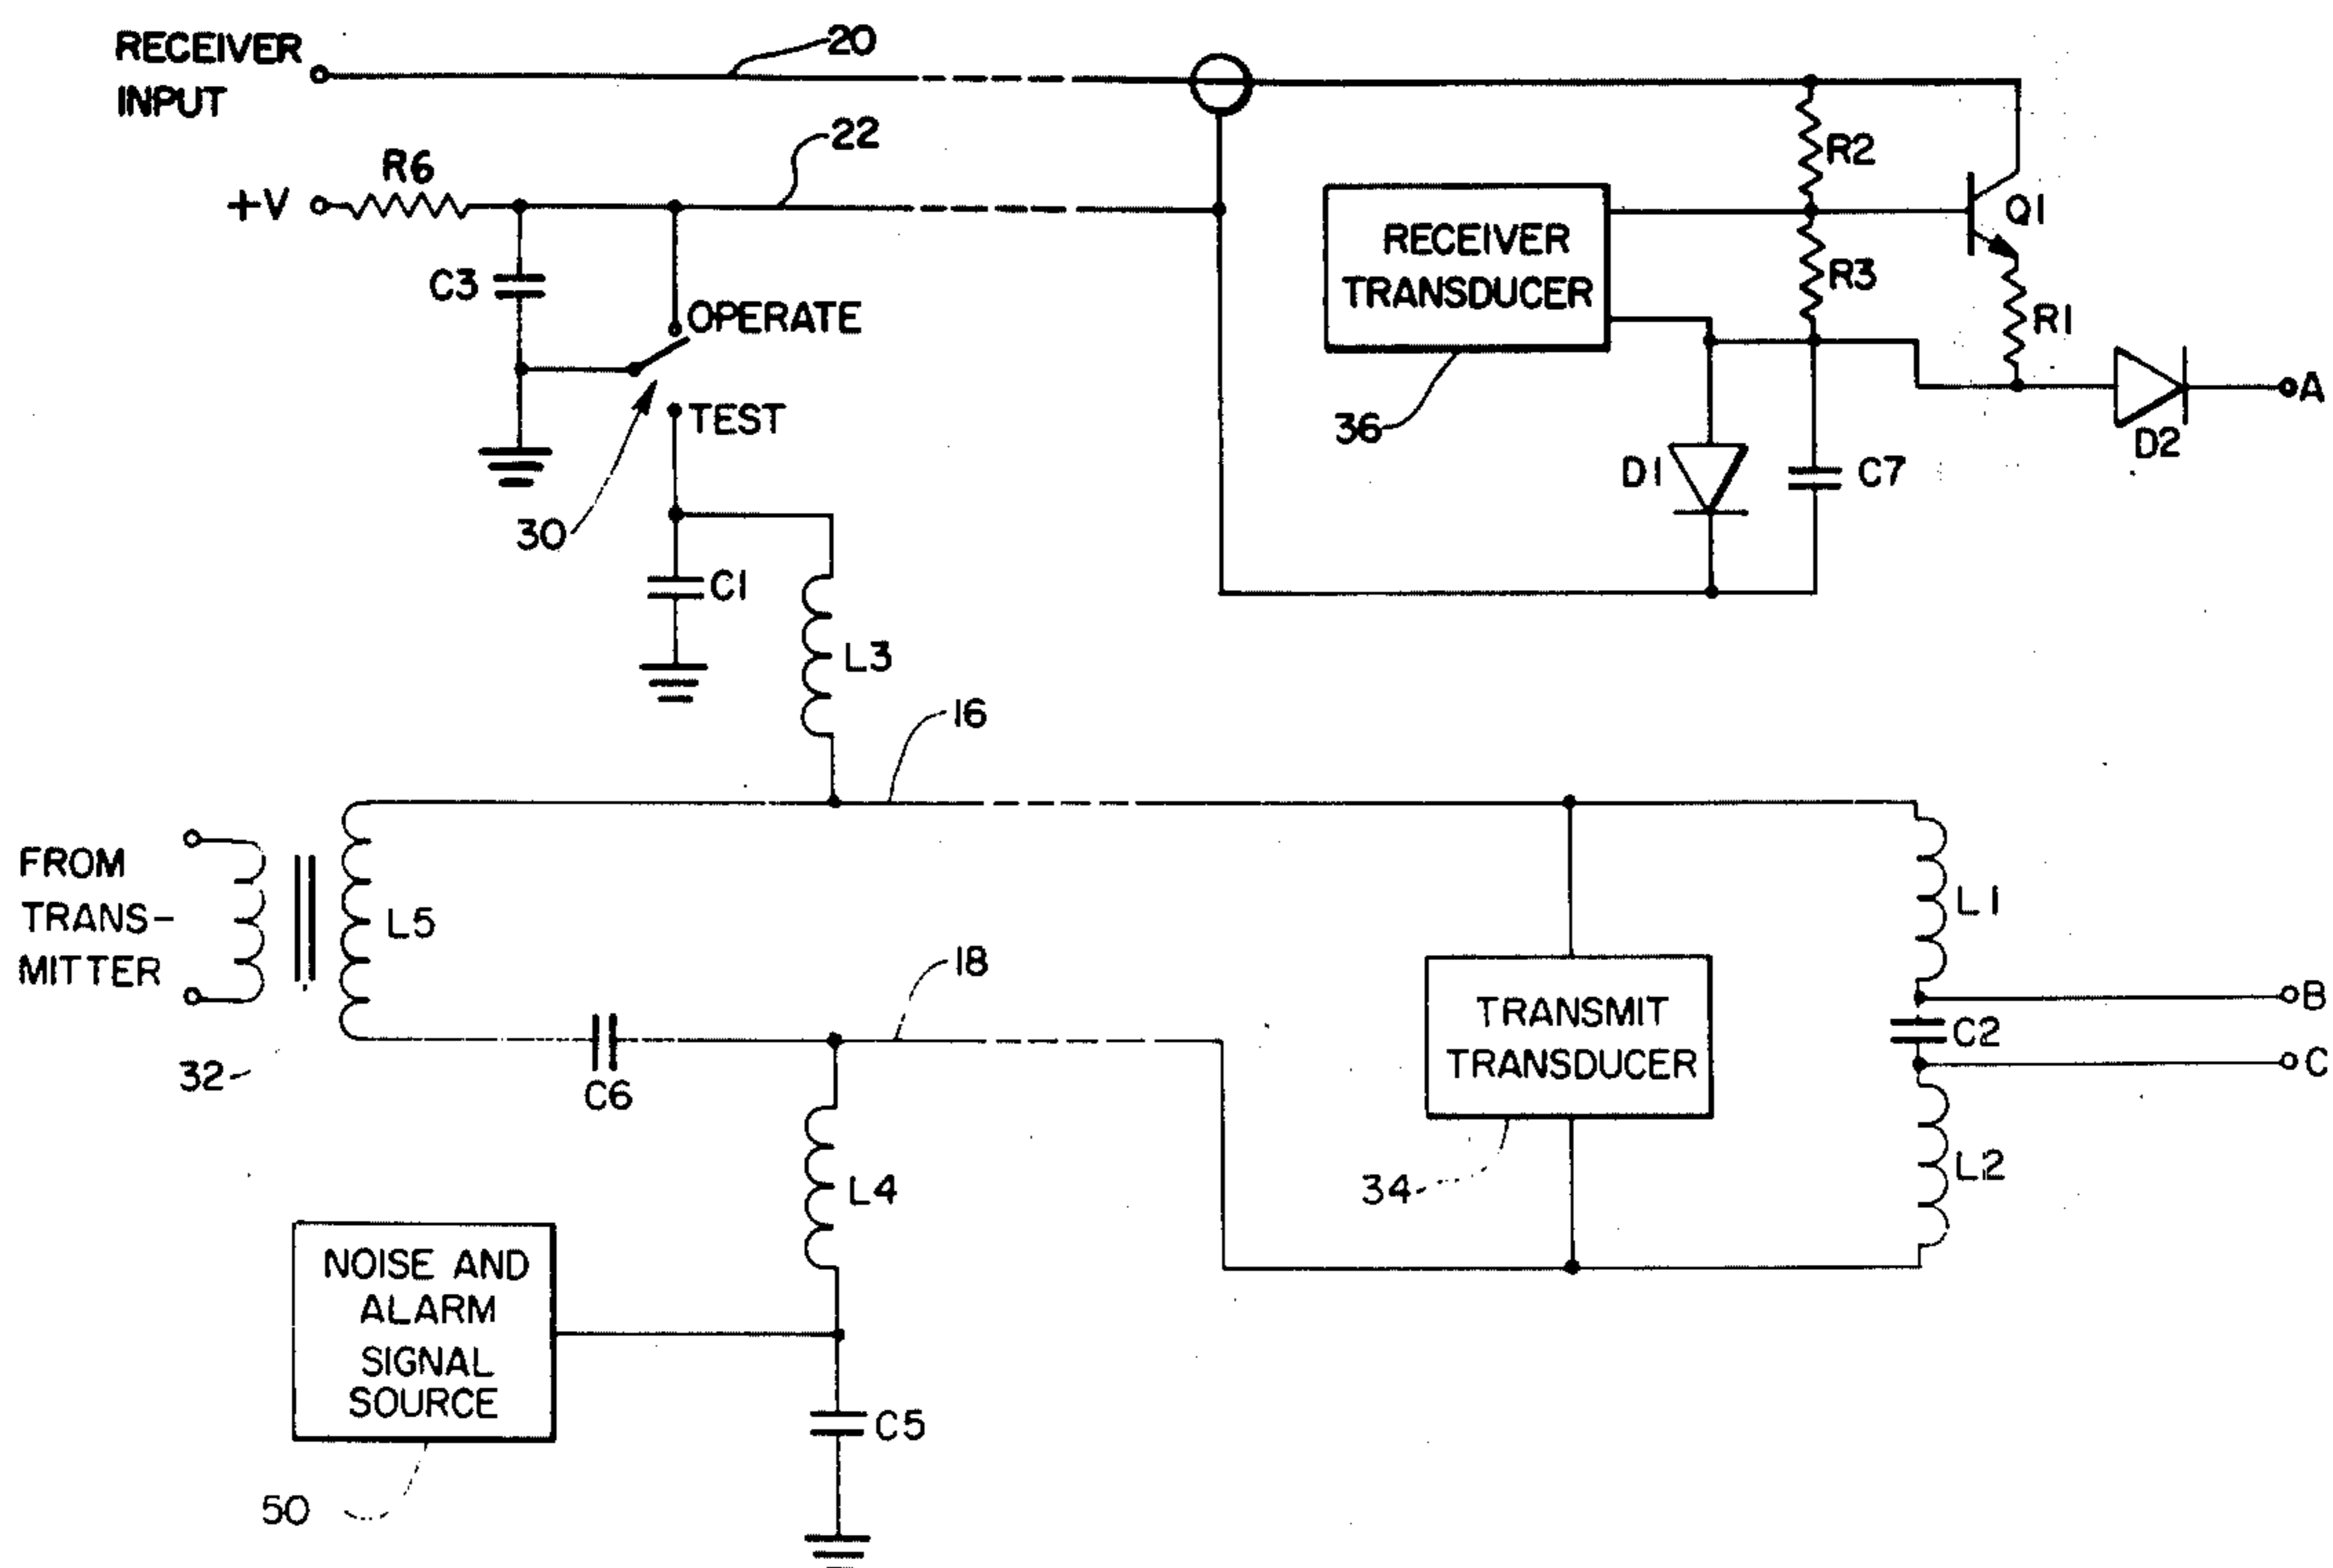 RECEIVER
INPUT
20
22
R6
+V
C3
OPERATE
TEST
30
C1
L3
RECEIVER
TRANSDUCER
36
R2
R3
Q1
R1
D1
C7
D2
A
16
FROM
TRANS-
MITTER
L5
32
C6
18
L4
NOISE AND
ALARM
SIGNAL
SOURCE
50
C5
TRANSMIT
TRANSDUCER
34
L1
B
C2
C
L2